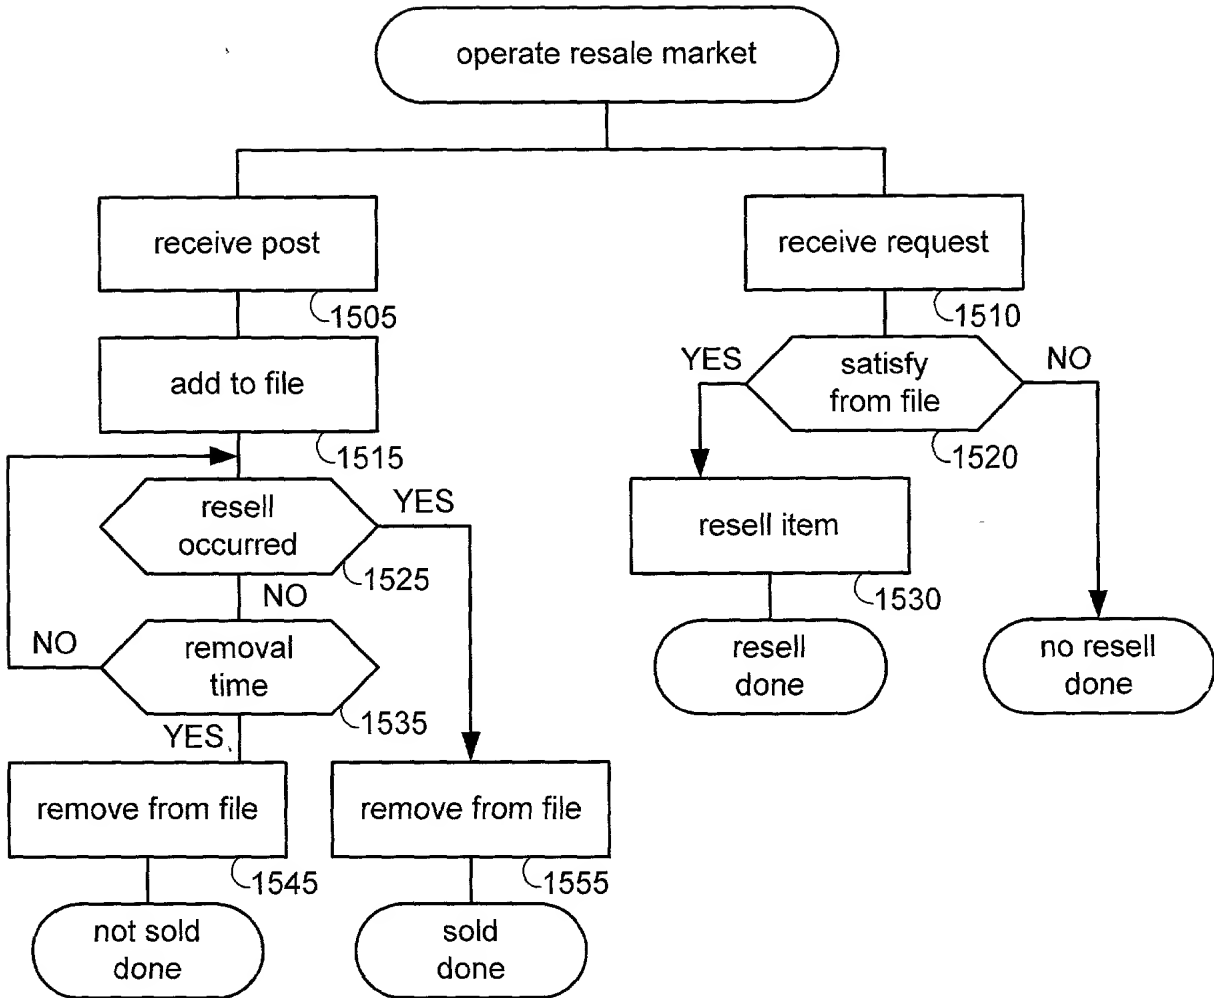 operate resale market
receive post
1505
add to file
1515
resell
occurred
YES
1525
NO
removal
time
NO
1535
YES
remove from file
1545
not sold
done
remove from file
1555
sold
done
receive request
1510
satisfy
from file
YES
NO
1520
resell item
1530
resell
done
no resell
done